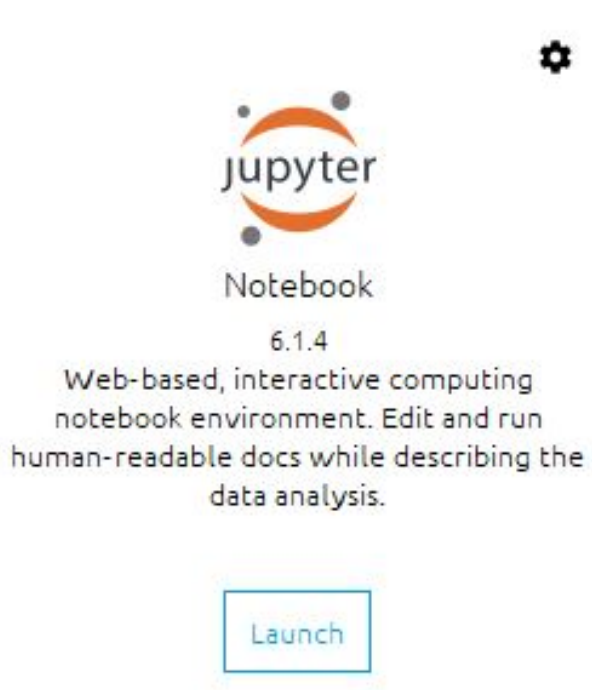 jupyter
Notebook
6.1.4
Web-based, interactive computing
notebook environment. Edit and run
human-readable docs while describing the
data analysis.
Launch